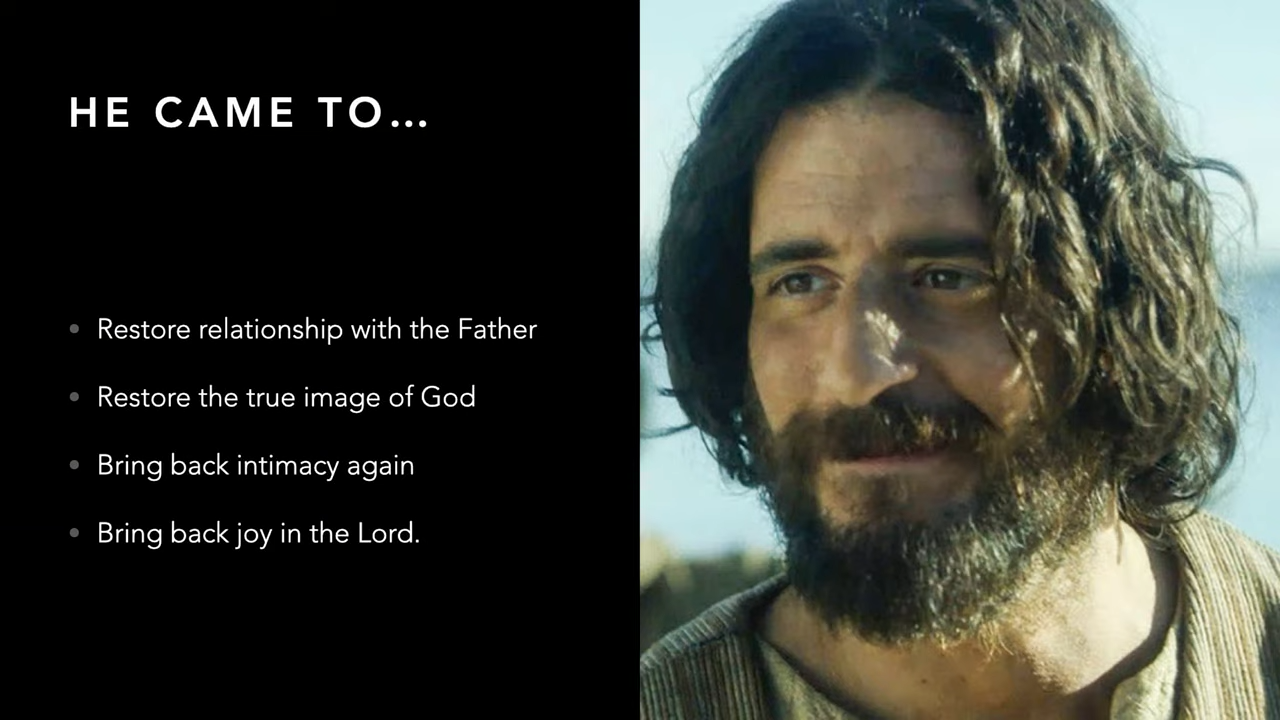 HE CAME TO...
• Restore relationship with the Father
• Restore the true image of God
• Bring back intimacy again
• Bring back joy in the Lord.